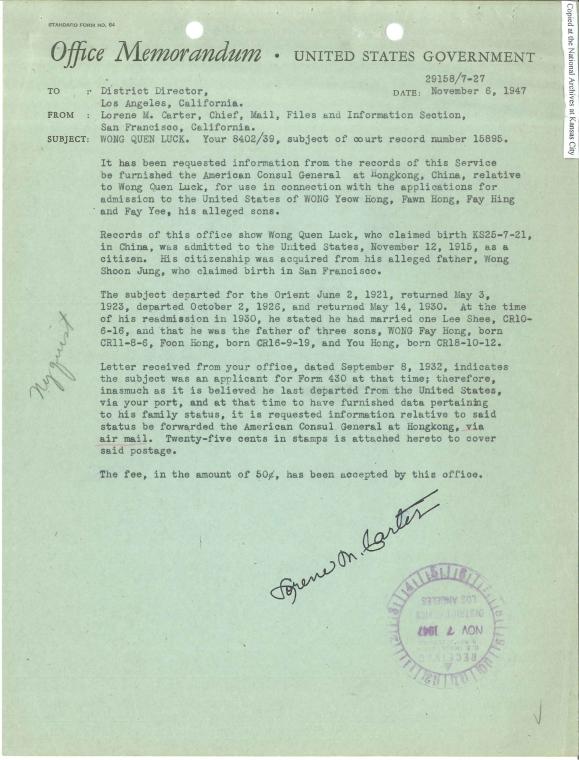 STANDARD FORM NO. 64
Office Memorandum • UNITED STATES GOVERNMENT
29158/7-27
TO : District Director, DATE: November 6, 1947
Los Angeles, California.
FROM : Lorene M. Carter, Chief, Mail, Files and Information Section,
San Francisco, California.
SUBJECT: WONG QUEN LUCK. Your 8402/39, subject of court record number 15895.
It has been requested information from the records of this Service
be furnished the American Consul General at Hongkong, China, relative
to Wong Quen Luck, for use in connection with the applications for
admission to the United States of WONG Yeow Hong, Fawn Hong, Fay Hing
and Fay Yee, his alleged sons.
Records of this office show Wong Quen Luck, who claimed birth KS25-7-21,
in China, was admitted to the United States, November 12, 1915, as a
citizen. His citizenship was acquired from his alleged father, Wong
Shoon Jung, who claimed birth in San Francisco.
The subject departed for the Orient June 2, 1921, returned May 3,
1923, departed October 2, 1926, and returned May 14, 1930. At the time
of his readmission in 1930, he stated he had married one Lee Shee, CR10-
6-16, and that he was the father of three sons, WONG Fay Hong, born
CR11-8-6, Foon Hong, born CR16-9-19, and You Hong, born CR18-10-12.
Letter received from your office, dated September 8, 1932, indicates
the subject was an applicant for Form 430 at that time; therefore,
inasmuch as it is believed he last departed from the United States,
via your port, and at that time to have furnished data pertaining
to his family status, it is requested information relative to said
status be forwarded the American Consul General at Hongkong, via
air mail. Twenty-five cents in stamps is attached hereto to cover
said postage.
The fee, in the amount of 50¢, has been accepted by this office.
Lorene M. Carter
Nyquist
RECEIVED
NOV 7 1947
LOS ANGELES
Copied at the National Archives at Kansas City